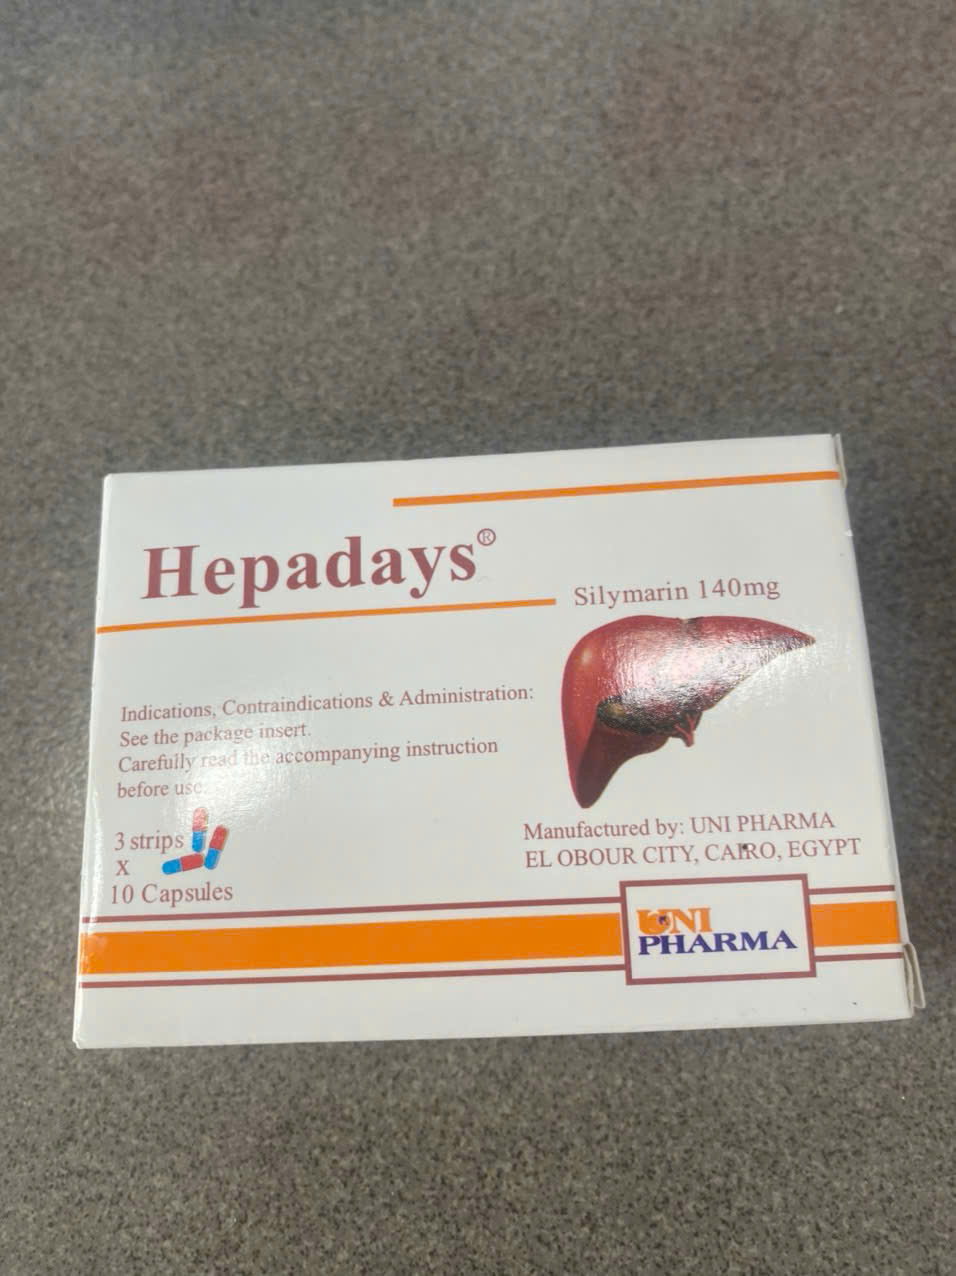 Hepadays®
Silymarin 140mg
Indications, Contraindications & Administration:
See the package insert.
Carefully read the accompanying instruction
before use.
3 strips
X
10 Capsules
Manufactured by: UNI PHARMA
EL OBOUR CITY, CAIRO, EGYPT
UNI
PHARMA